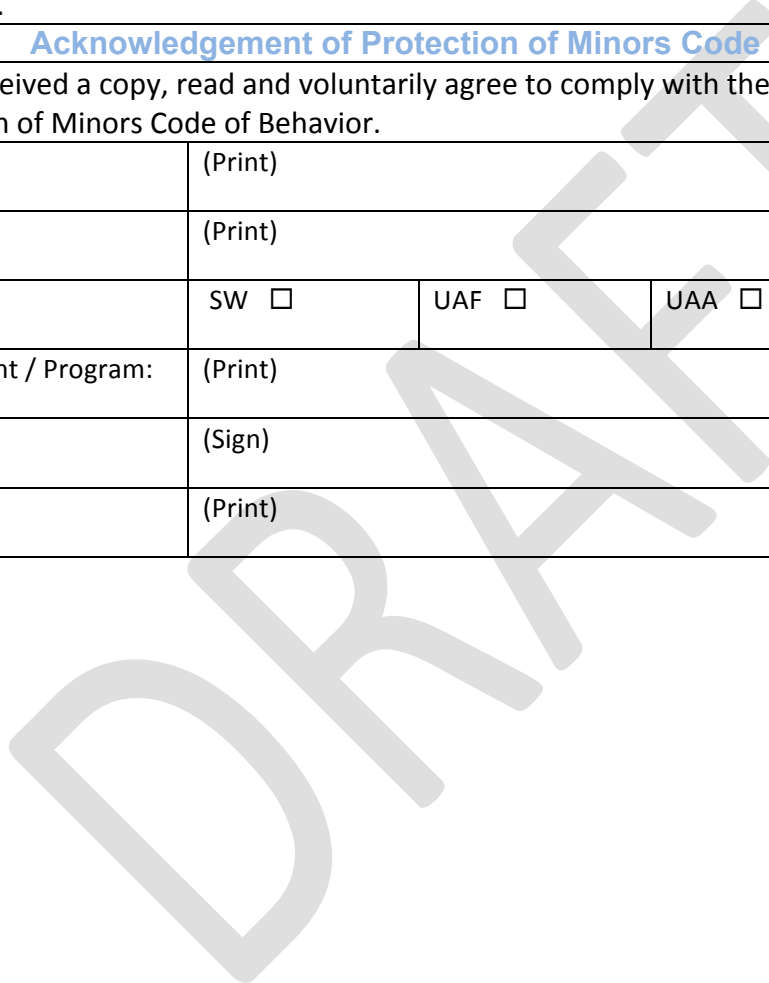 .
Acknowledgement of Protection of Minors Code
eived a copy, read and voluntarily agree to comply with the
n of Minors Code of Behavior.
(Print)
(Print)
SW ☐ UAF ☐ UAA ☐
nt / Program: (Print)
(Sign)
(Print)
DRAFT